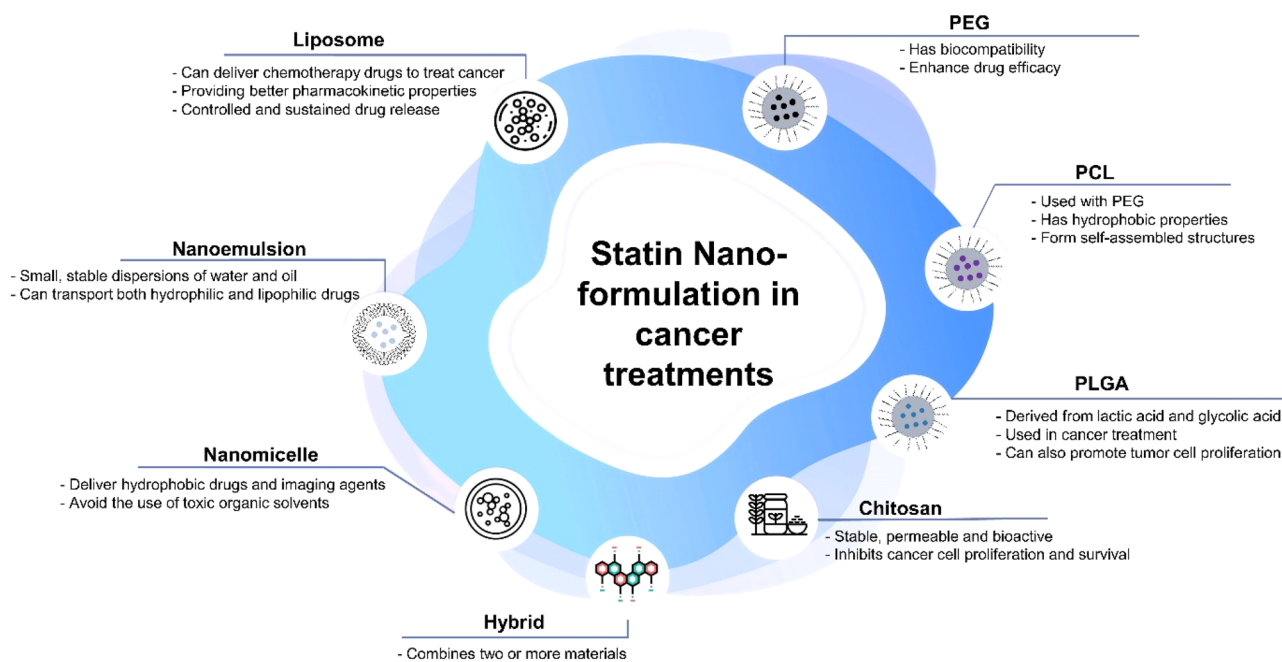 Liposome
- Can deliver chemotherapy drugs to treat cancer
- Providing better pharmacokinetic properties
- Controlled and sustained drug release
PEG
- Has biocompatibility
- Enhance drug efficacy
PCL
- Used with PEG
- Has hydrophobic properties
- Form self-assembled structures
Nanoemulsion
- Small, stable dispersions of water and oil
- Can transport both hydrophilic and lipophilic drugs
Statin Nano-
formulation in
cancer
treatments
PLGA
- Derived from lactic acid and glycolic acid
- Used in cancer treatment
- Can also promote tumor cell proliferation
Nanomicelle
- Deliver hydrophobic drugs and imaging agents
- Avoid the use of toxic organic solvents
Chitosan
- Stable, permeable and bioactive
- Inhibits cancer cell proliferation and survival
Hybrid
- Combines two or more materials